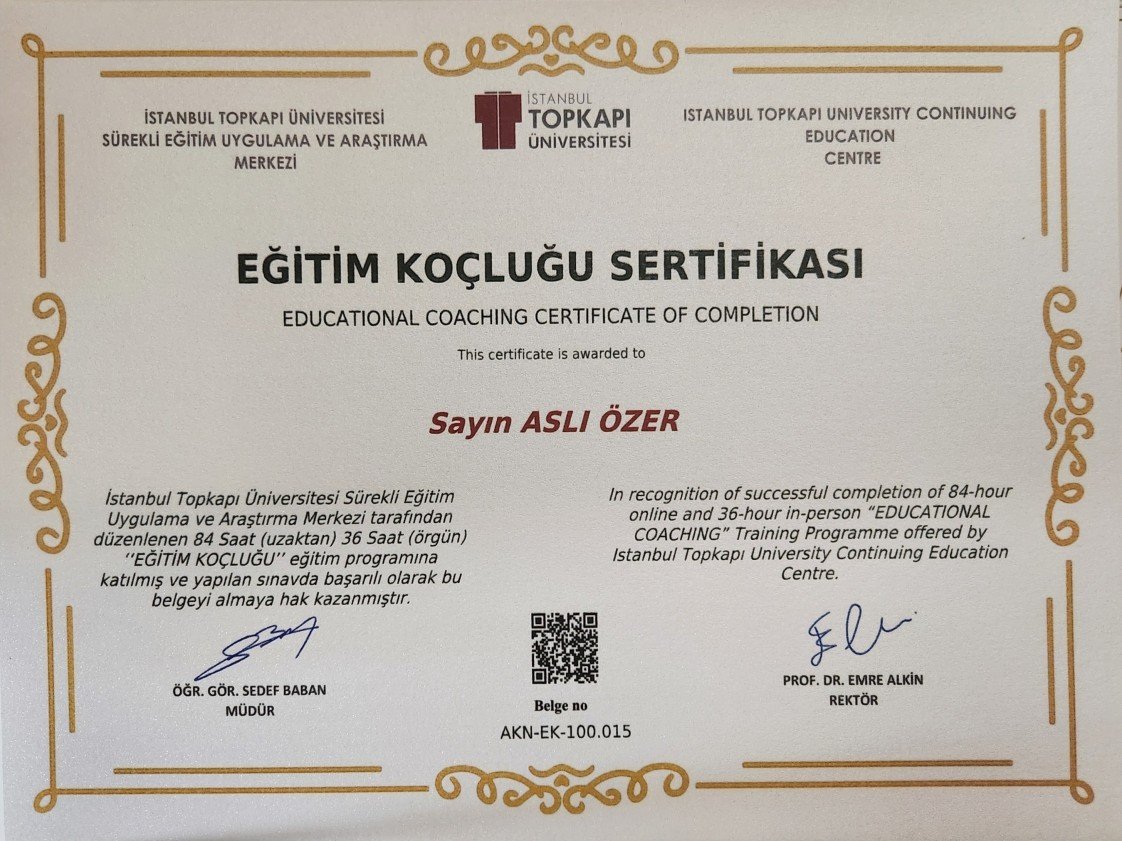 İSTANBUL TOPKAPI ÜNİVERSİTESİ
SÜREKLİ EĞİTİM UYGULAMA VE ARAŞTIRMA
MERKEZİ
İSTANBUL
TOPKAPI
ÜNİVERSİTESİ
ISTANBUL TOPKAPI UNIVERSITY CONTINUING
EDUCATION
CENTRE
EĞİTİM KOÇLUĞU SERTİFİKASI
EDUCATIONAL COACHING CERTIFICATE OF COMPLETION
This certificate is awarded to
Sayın ASLI ÖZER
İstanbul Topkapı Üniversitesi Sürekli Eğitim
Uygulama ve Araştırma Merkezi tarafından
düzenlenen 84 Saat (uzaktan) 36 Saat (örgün)
‘‘EĞİTİM KOÇLUĞU’’ eğitim programına
katılmış ve yapılan sınavda başarılı olarak bu
belgeyi almaya hak kazanmıştır.
In recognition of successful completion of 84-hour
online and 36-hour in-person “EDUCATIONAL
COACHING” Training Programme offered by
Istanbul Topkapı University Continuing Education
Centre.
ÖĞR. GÖR. SEDEF BABAN
MÜDÜR
Belge no
AKN-EK-100.015
PROF. DR. EMRE ALKİN
REKTÖR